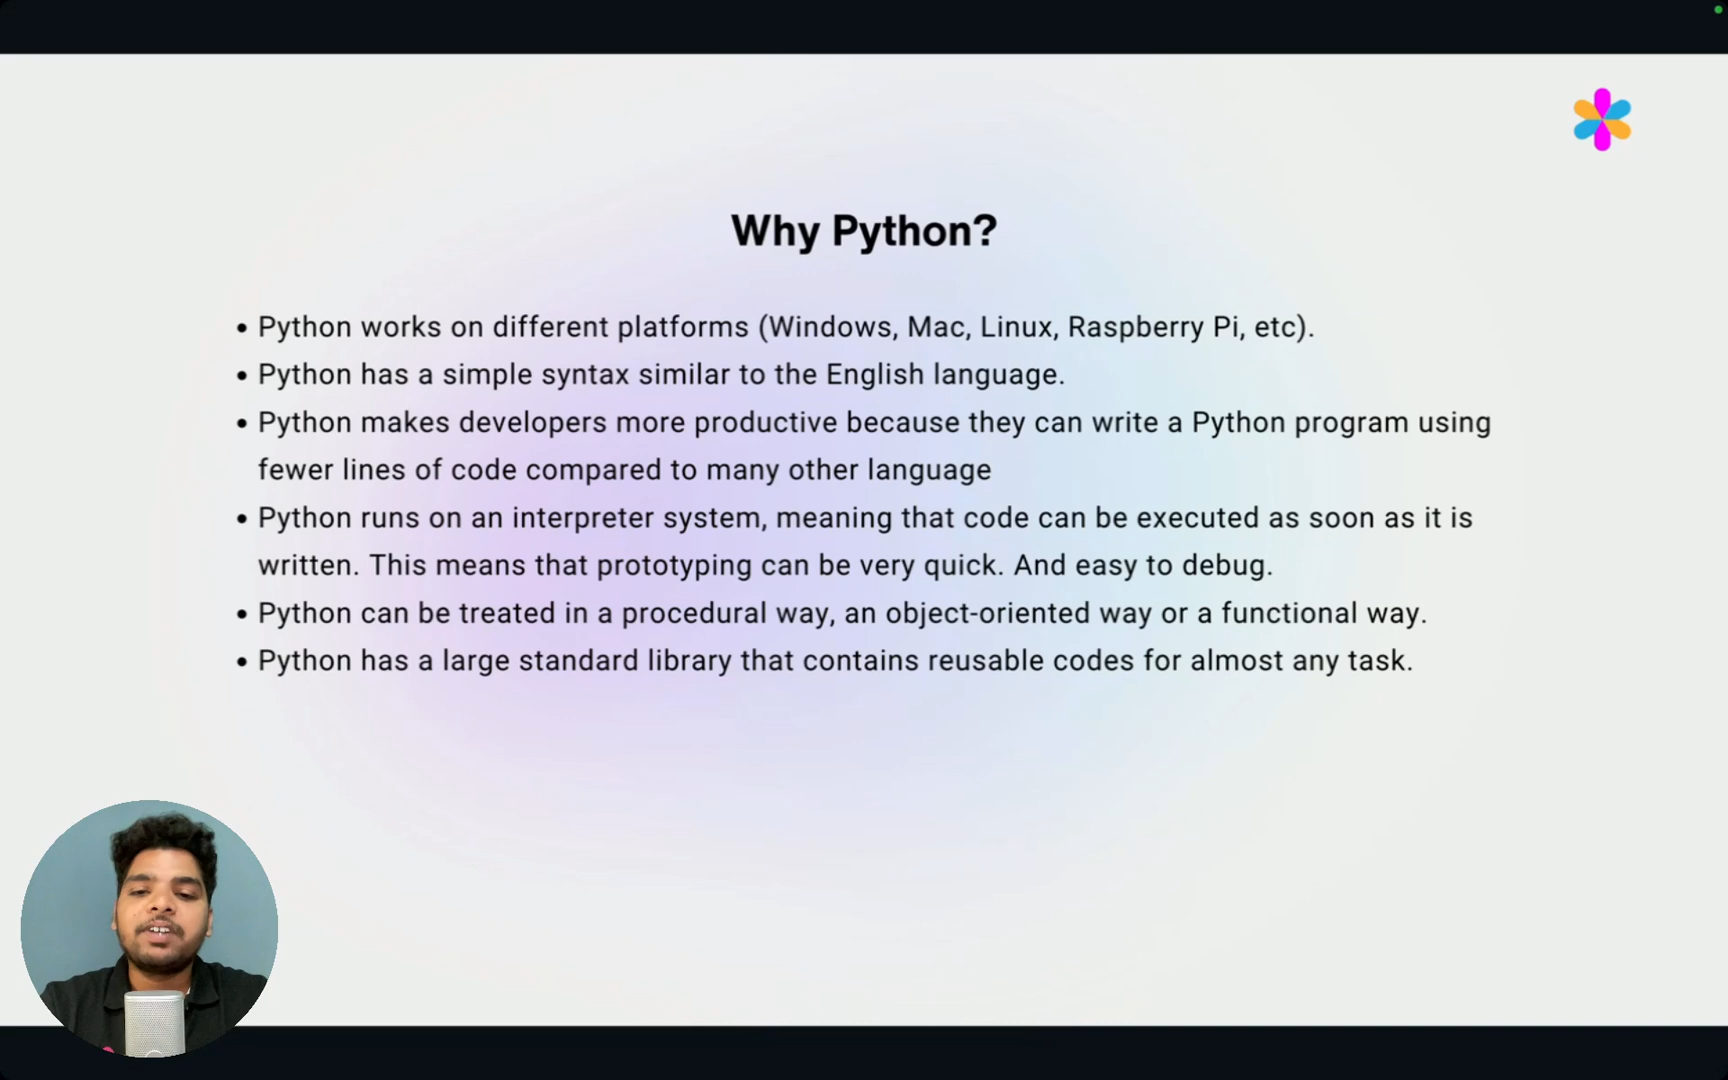 Why Python?
• Python works on different platforms (Windows, Mac, Linux, Raspberry Pi, etc).
• Python has a simple syntax similar to the English language.
• Python makes developers more productive because they can write a Python program using
fewer lines of code compared to many other language
• Python runs on an interpreter system, meaning that code can be executed as soon as it is
written. This means that prototyping can be very quick. And easy to debug.
• Python can be treated in a procedural way, an object-oriented way or a functional way.
• Python has a large standard library that contains reusable codes for almost any task.